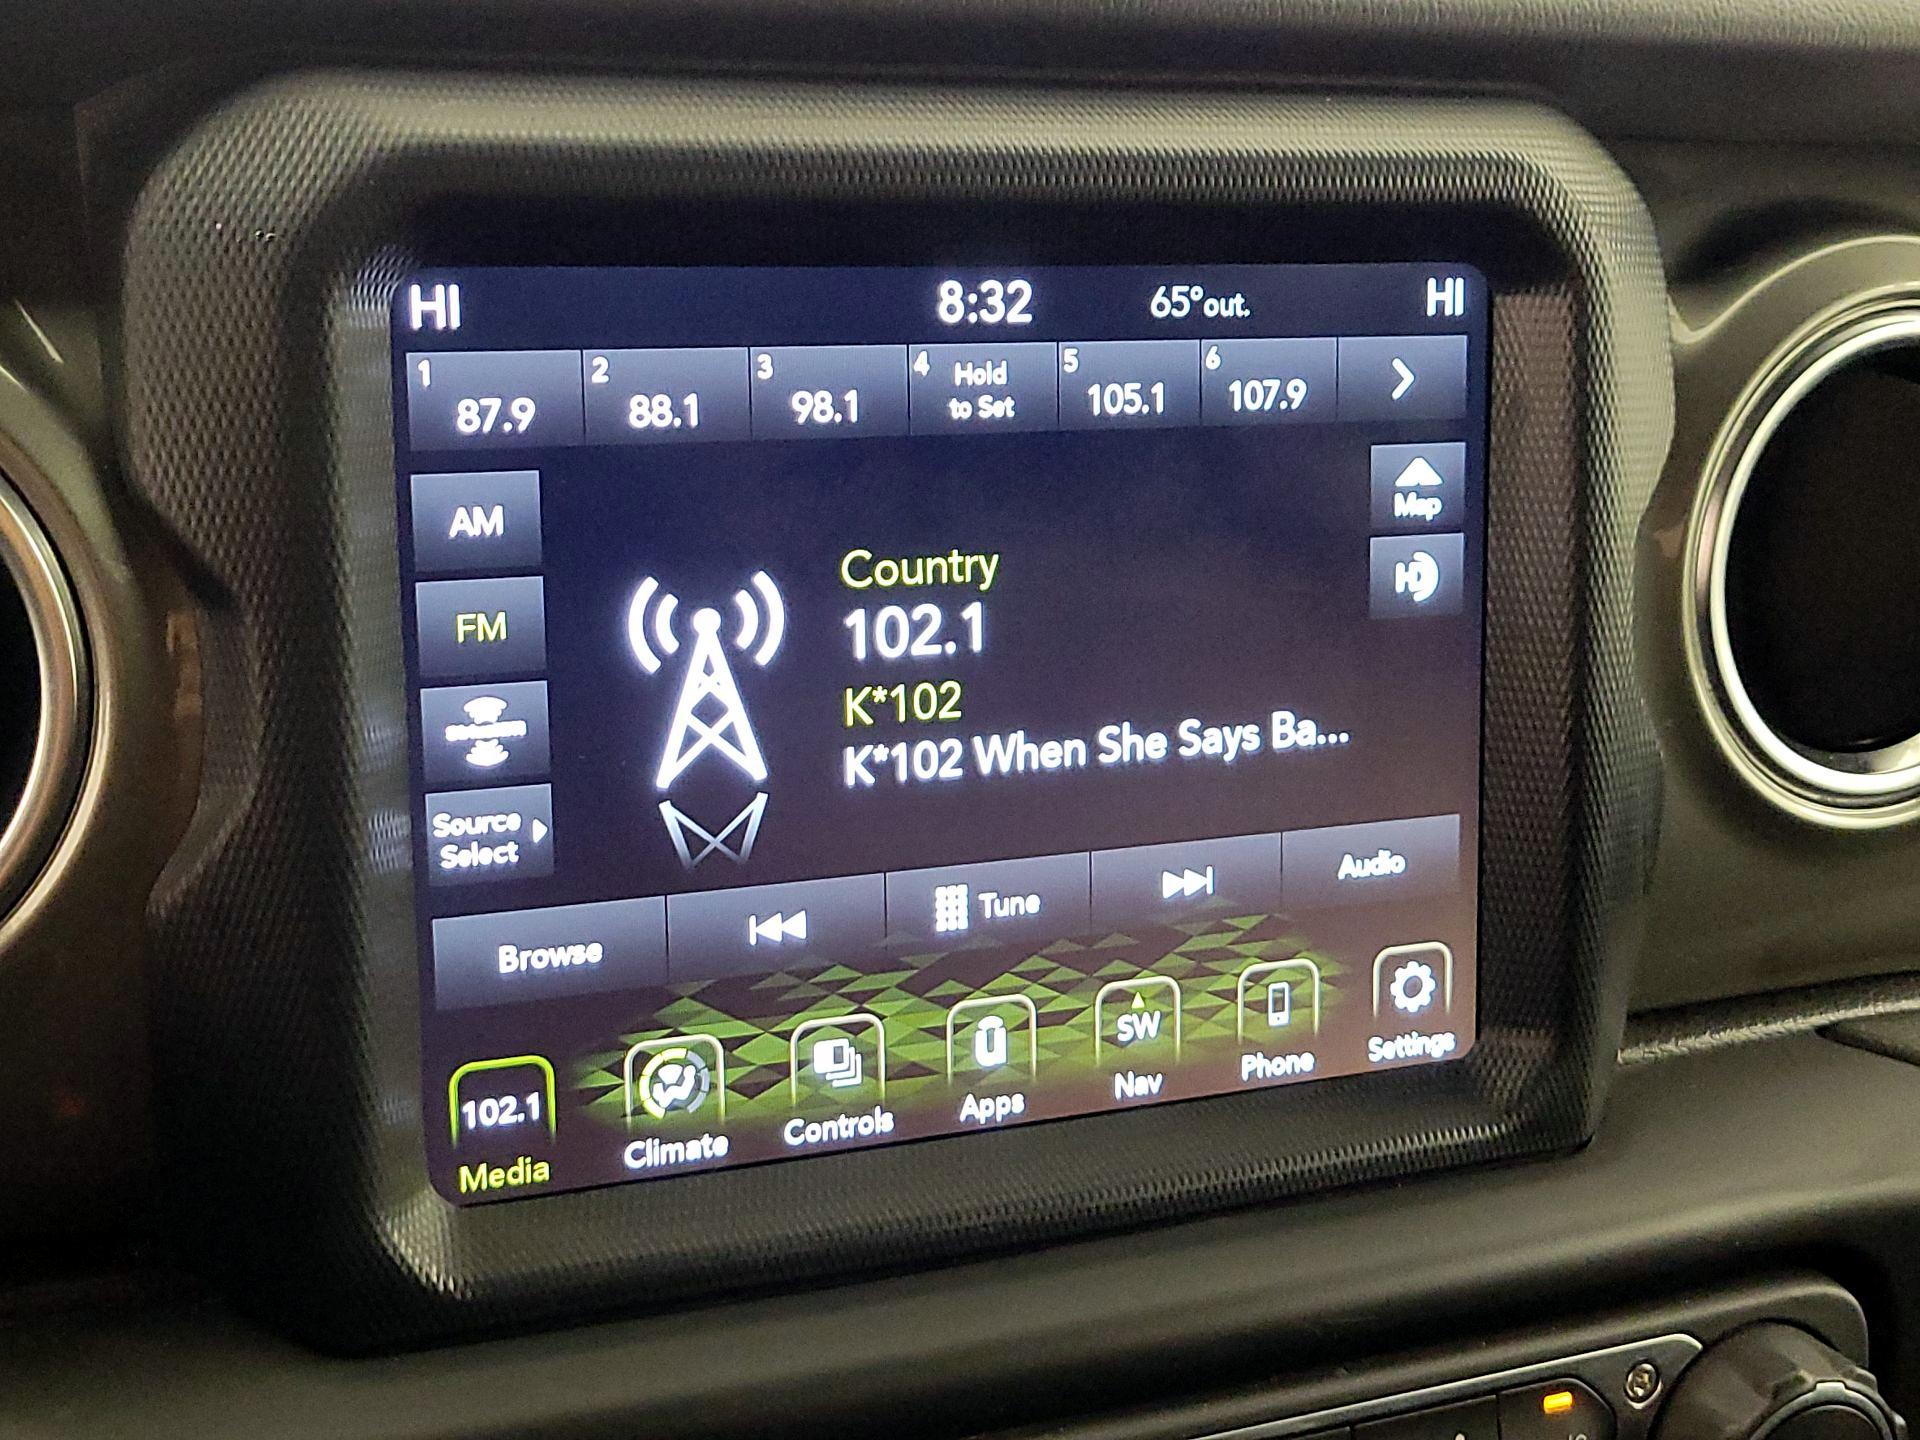 HI 8:32 65° out. HI
1 87.9
2 88.1
3 98.1
4 Hold
to Set
5 105.1
6 107.9
AM
FM
Source
Select
Map
HD
Country
102.1
K*102
K*102 When She Says Ba...
Browse
Tune
Audio
102.1
Media
Climate
Controls
U
Apps
SW
Nav
Phone
Settings